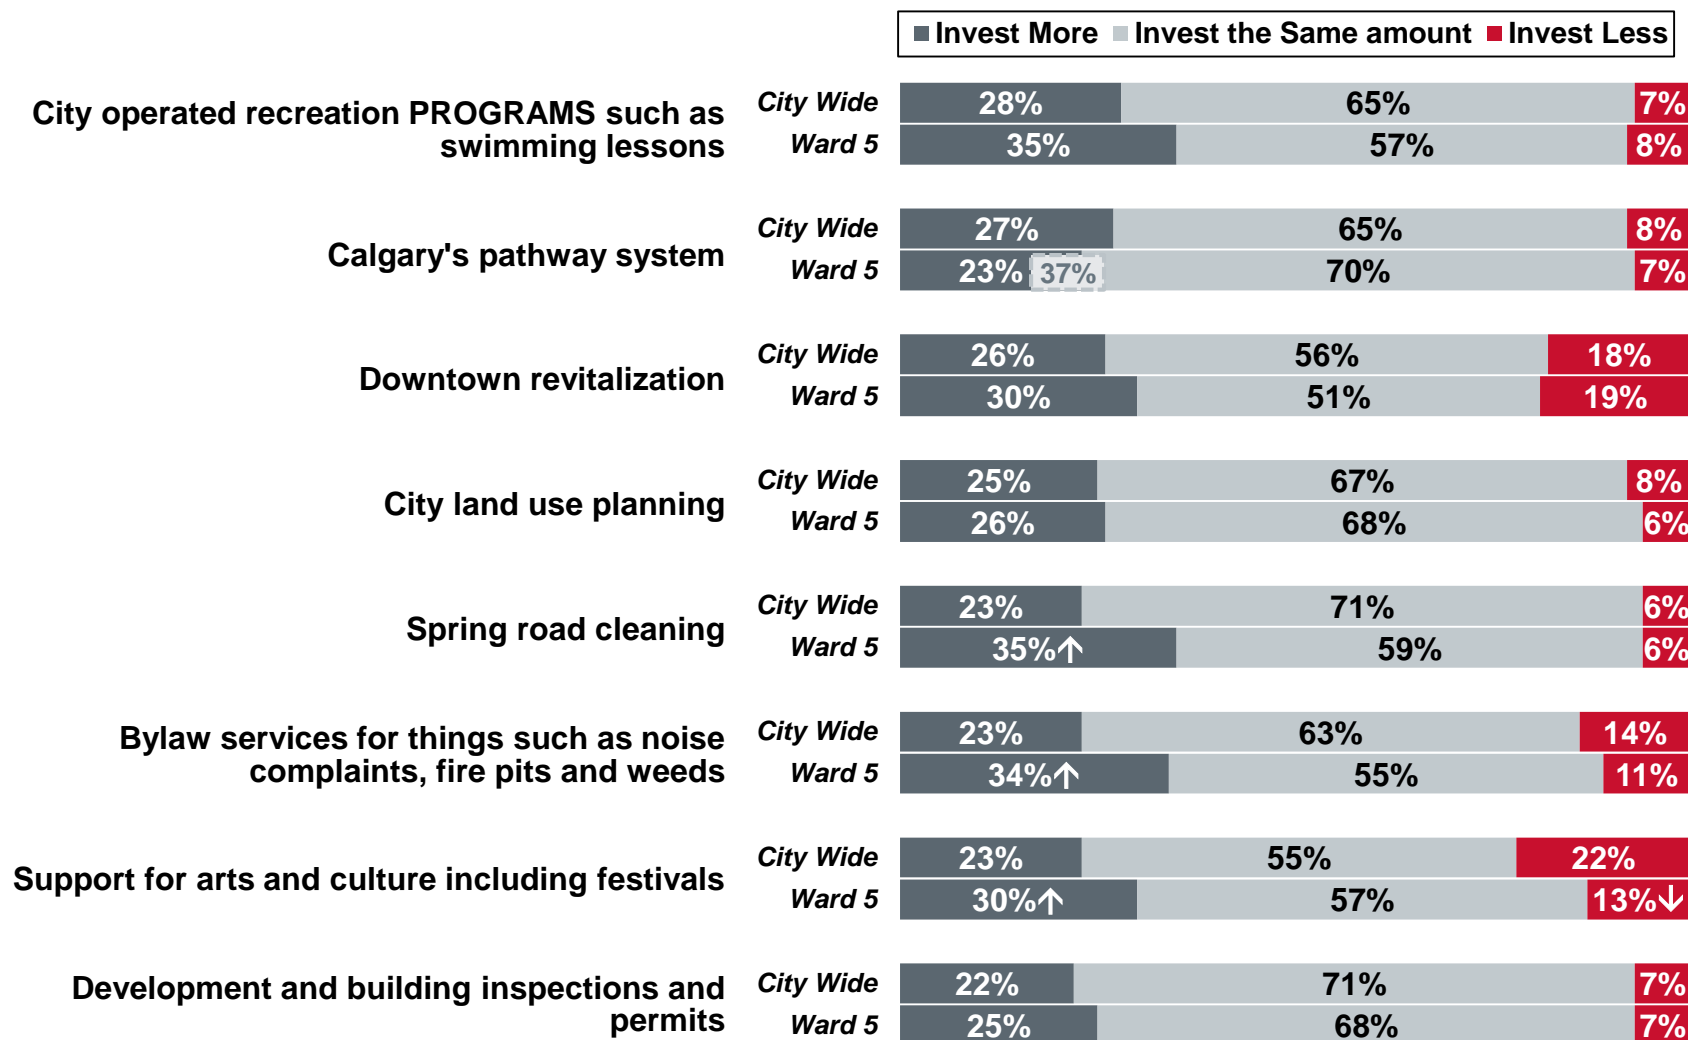 Invest More Invest the Same amount Invest Less
City operated recreation PROGRAMS such as
swimming lessons
City Wide 28% 65% 7%
Ward 5 35% 57% 8%
Calgary's pathway system
City Wide 27% 65% 8%
Ward 5 23% 37% 70% 7%
Downtown revitalization
City Wide 26% 56% 18%
Ward 5 30% 51% 19%
City land use planning
City Wide 25% 67% 8%
Ward 5 26% 68% 6%
Spring road cleaning
City Wide 23% 71% 6%
Ward 5 35%↑ 59% 6%
Bylaw services for things such as noise
complaints, fire pits and weeds
City Wide 23% 63% 14%
Ward 5 34%↑ 55% 11%
Support for arts and culture including festivals
City Wide 23% 55% 22%
Ward 5 30%↑ 57% 13%↓
Development and building inspections and
permits
City Wide 22% 71% 7%
Ward 5 25% 68% 7%